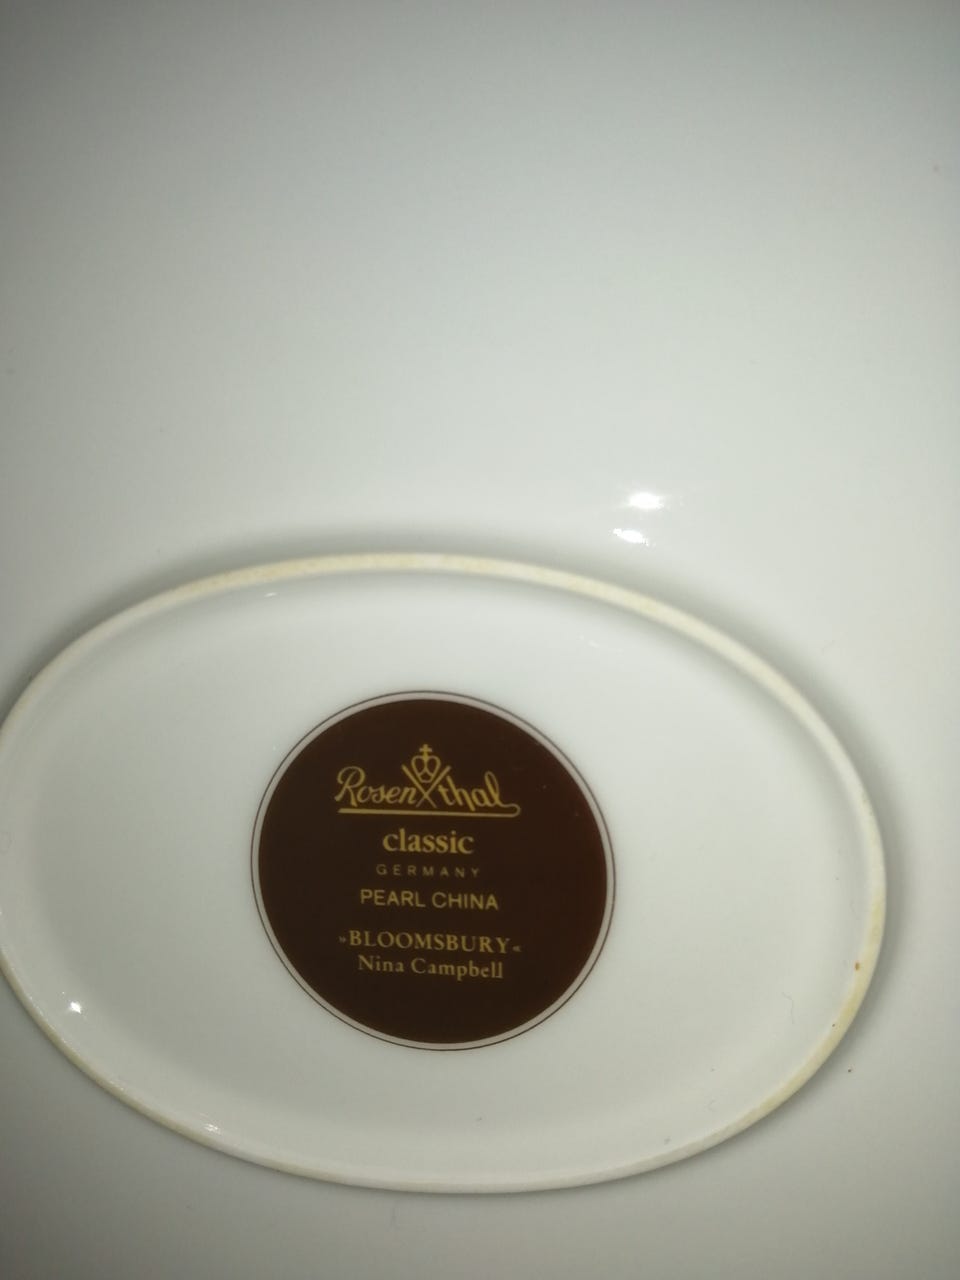 Rosenthal
classic
GERMANY
PEARL CHINA
»BLOOMSBURY«
Nina Campbell